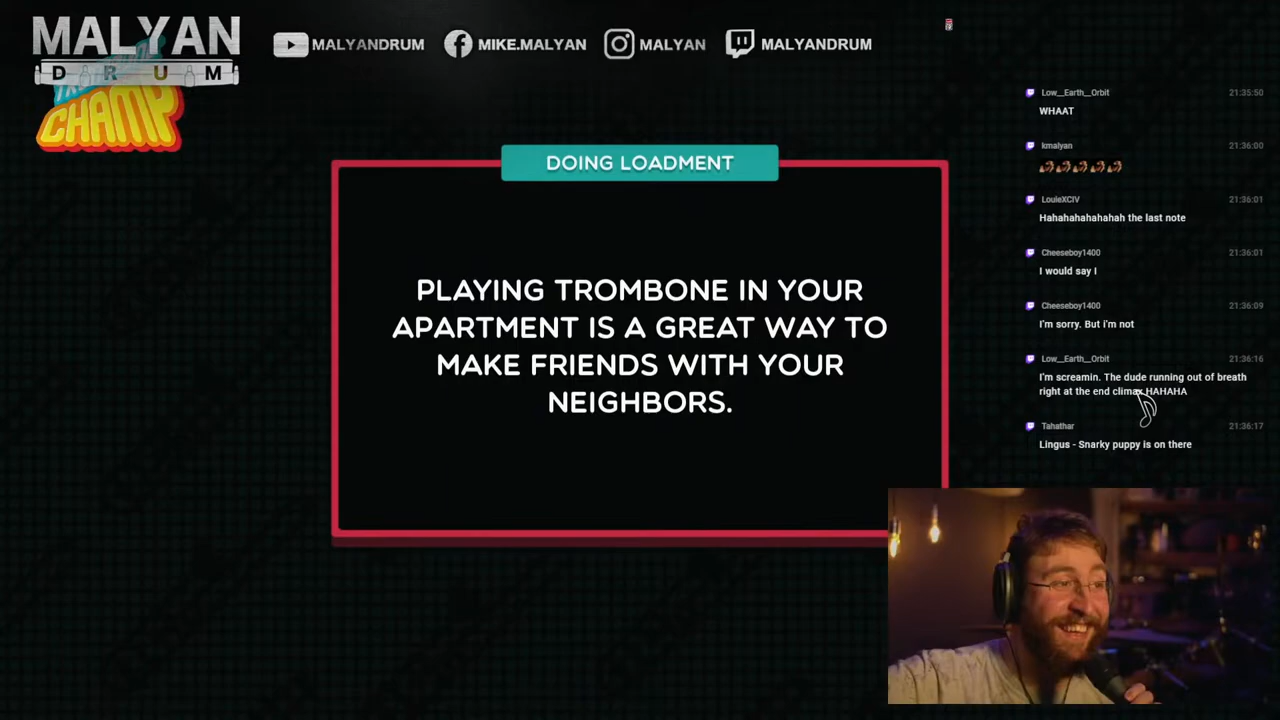 MALYAN
DRUM
CHAMP
MALYANDRUM
MIKE.MALYAN
MALYAN
MALYANDRUM
DOING LOADMENT
PLAYING TROMBONE IN YOUR
APARTMENT IS A GREAT WAY TO
MAKE FRIENDS WITH YOUR
NEIGHBORS.
Low__Earth__Orbit 21:35:50
WHAAT
kmalyan 21:36:00
LouieXCIV 21:36:01
Hahahahahahahah the last note
Cheeseboy1400 21:36:01
I would say I
Cheeseboy1400 21:36:09
I'm sorry. But i'm not
Low__Earth__Orbit 21:36:16
I'm screamin. The dude running out of breath
right at the end climax HAHAHA
Tahathar 21:36:17
Lingus - Snarky puppy is on there